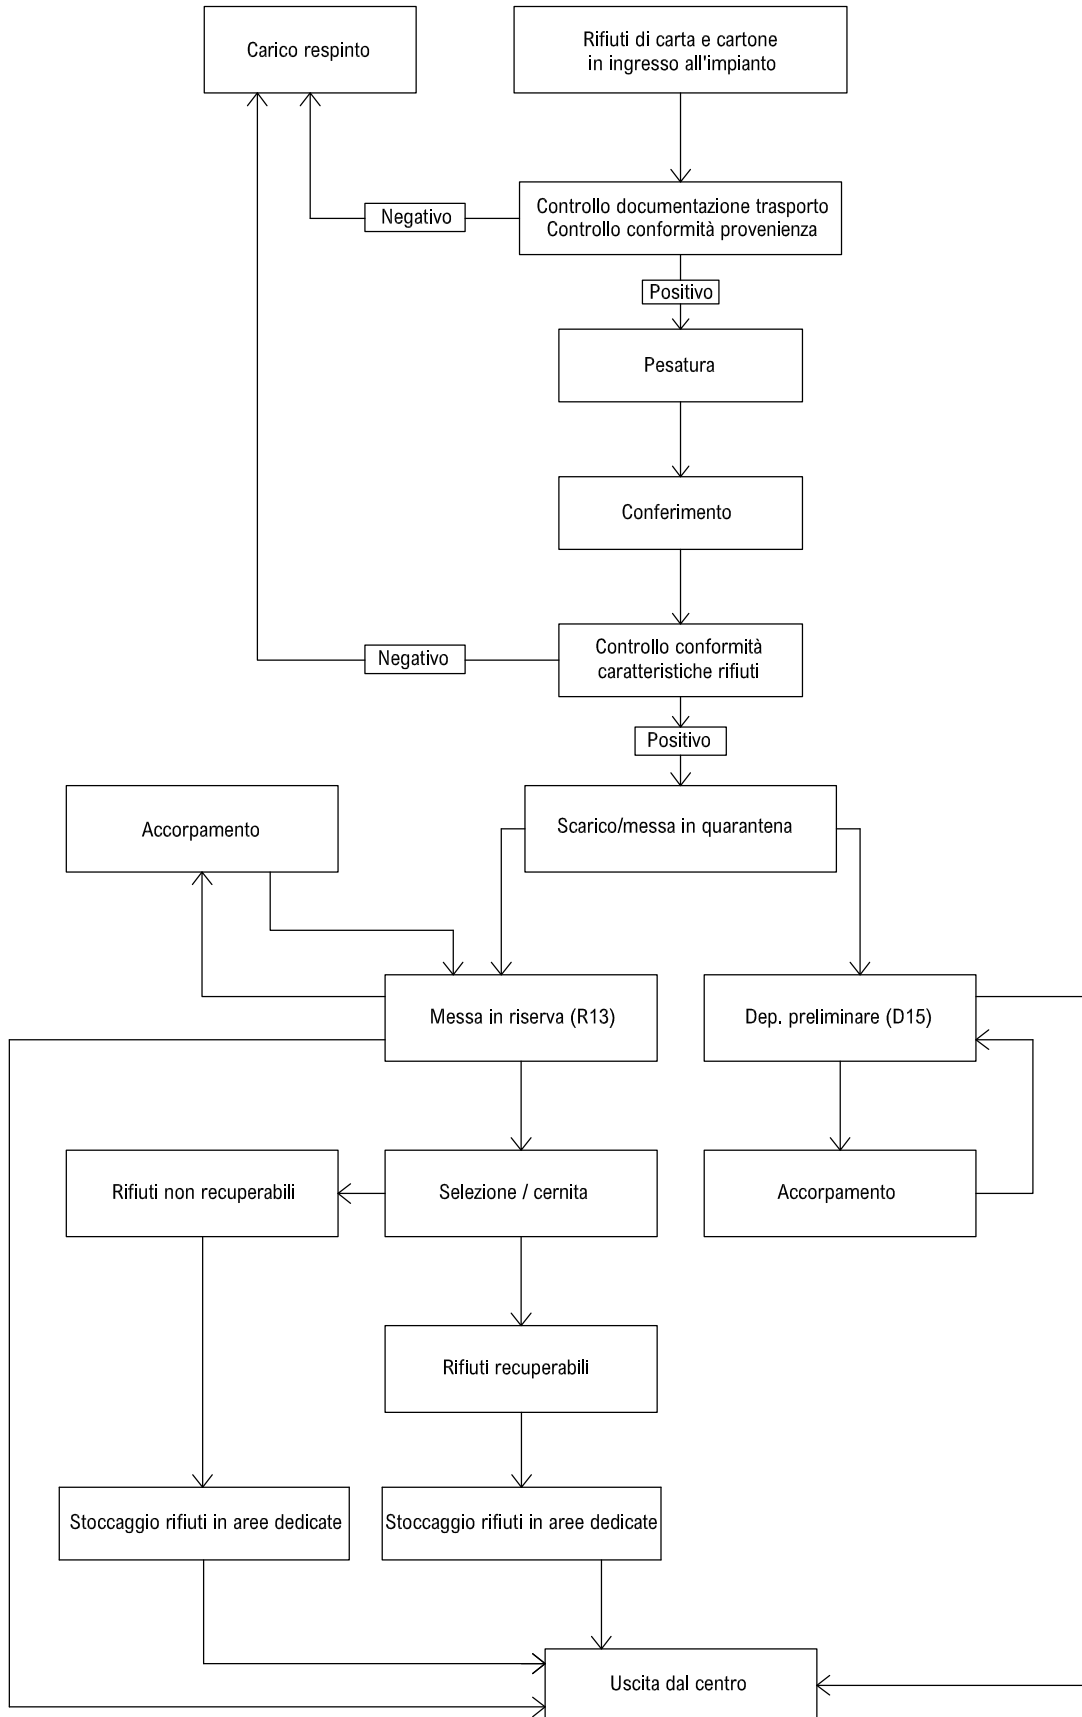 Carico respinto
Rifiuti di carta e cartone
in ingresso all'impianto
Controllo documentazione trasporto
Controllo conformità provenienza
Negativo
Positivo
Pesatura
Conferimento
Controllo conformità
caratteristiche rifiuti
Negativo
Positivo
Accorpamento
Scarico/messa in quarantena
Messa in riserva (R13)
Dep. preliminare (D15)
Rifiuti non recuperabili
Selezione / cernita
Accorpamento
Rifiuti recuperabili
Stoccaggio rifiuti in aree dedicate
Stoccaggio rifiuti in aree dedicate
Uscita dal centro